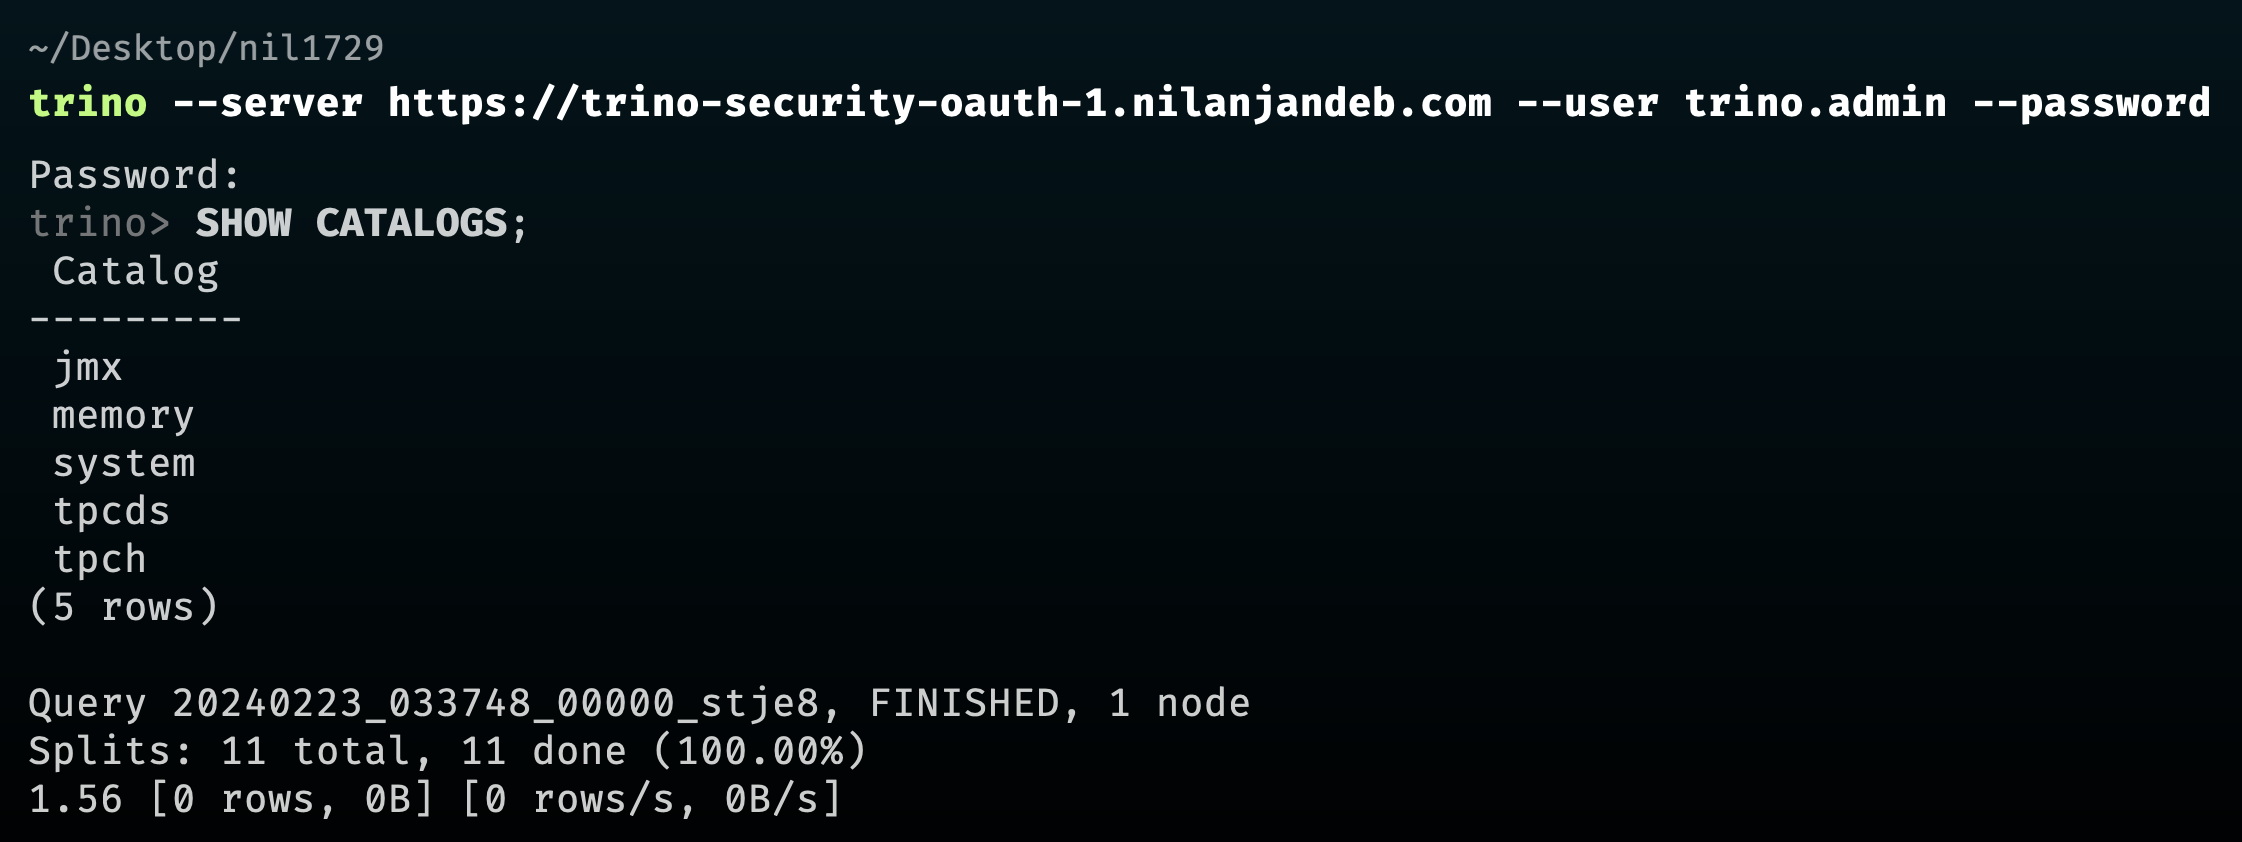 ~/Desktop/nil1729
trino --server https://trino-security-oauth-1.nilanjandeb.com --user trino.admin --password
Password:
trino> SHOW CATALOGS;
 Catalog
---------
 jmx
 memory
 system
 tpcds
 tpch
(5 rows)

Query 20240223_033748_00000_stje8, FINISHED, 1 node
Splits: 11 total, 11 done (100.00%)
1.56 [0 rows, 0B] [0 rows/s, 0B/s]